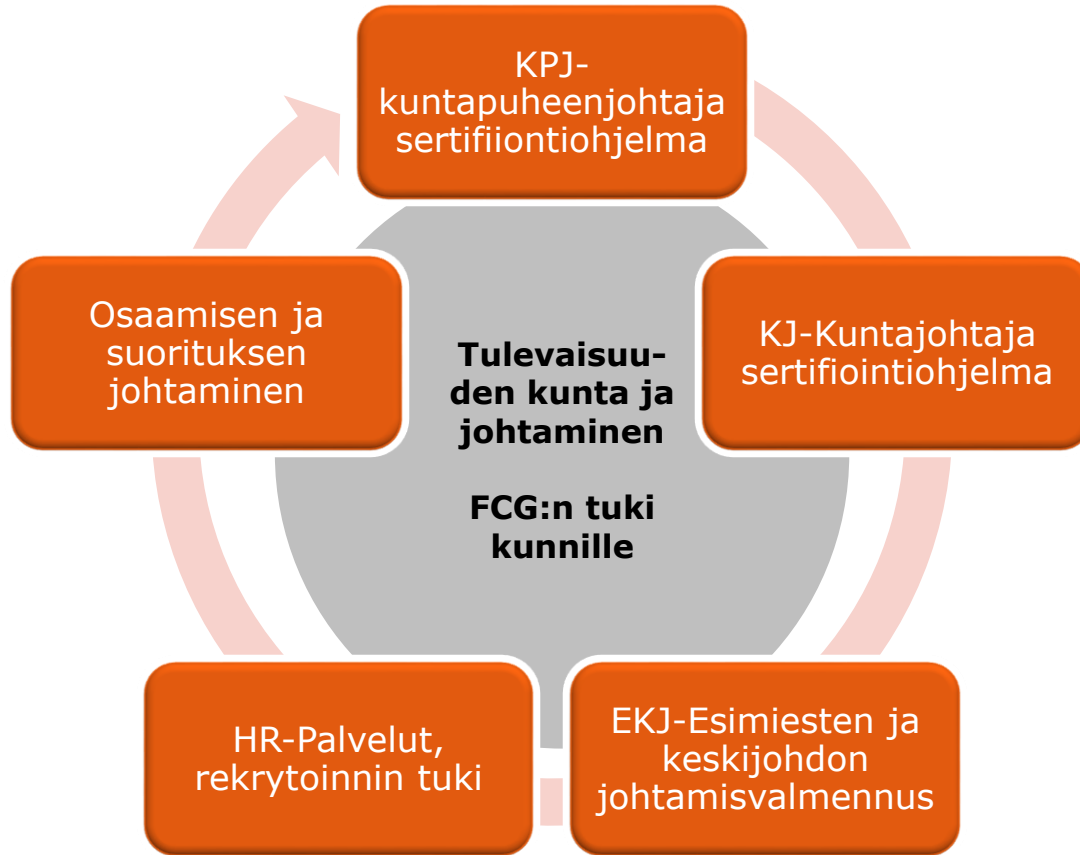 KPJ-
kuntapuheenjohtaja
sertifiiontiohjelma
KJ-Kuntajohtaja
sertifiointiohjelma
EKJ-Esimiesten ja
keskijohdon
johtamisvalmennus
HR-Palvelut,
rekrytoinnin tuki
Osaamisen ja
suorituksen
johtaminen
Tulevaisuu-
den kunta ja
johtaminen
FCG:n tuki
kunnille